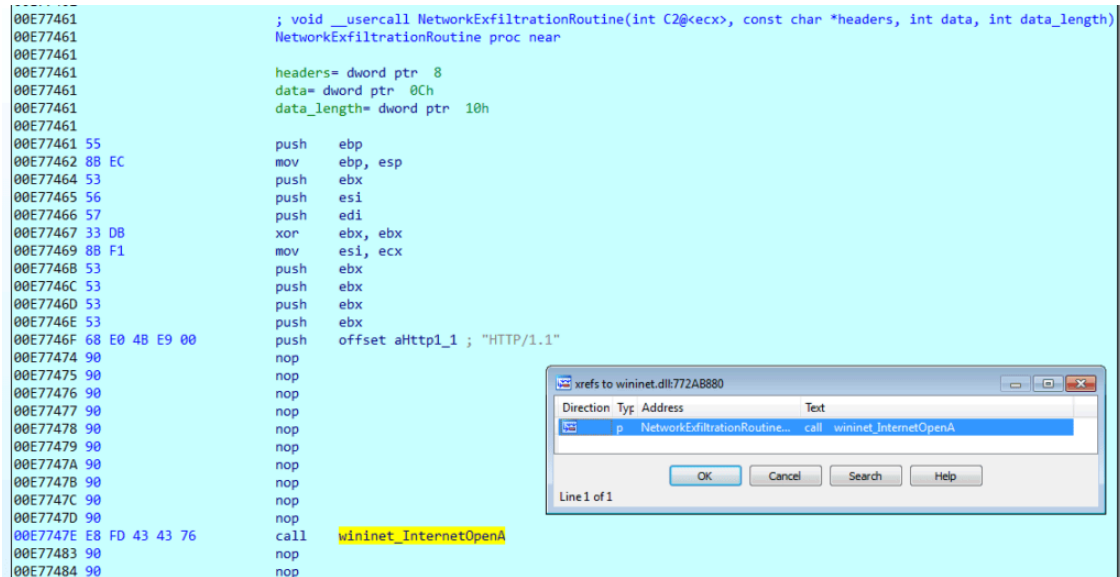 00E77461 ; void __usercall NetworkExfiltrationRoutine(int C2@<ecx>, const char *headers, int data, int data_length)
00E77461 NetworkExfiltrationRoutine proc near
00E77461
00E77461 headers= dword ptr 8
00E77461 data= dword ptr 0Ch
00E77461 data_length= dword ptr 10h
00E77461
00E77461 55 push ebp
00E77462 8B EC mov ebp, esp
00E77464 53 push ebx
00E77465 56 push esi
00E77466 57 push edi
00E77467 33 DB xor ebx, ebx
00E77469 8B F1 mov esi, ecx
00E7746B 53 push ebx
00E7746C 53 push ebx
00E7746D 53 push ebx
00E7746E 53 push ebx
00E7746F 68 E0 4B E9 00 push offset aHttp1_1 ; "HTTP/1.1"
00E77474 90 nop
00E77475 90 nop
00E77476 90 nop
00E77477 90 nop
00E77478 90 nop
00E77479 90 nop
00E7747A 90 nop
00E7747B 90 nop
00E7747C 90 nop
00E7747D 90 nop
00E7747E E8 FD 43 43 76 call wininet_InternetOpenA
00E77483 90 nop
00E77484 90 nop
xrefs to wininet.dll:772AB880
Direction Typ Address Text
p NetworkExfiltrationRoutine... call wininet_InternetOpenA
OK Cancel Search Help
Line 1 of 1